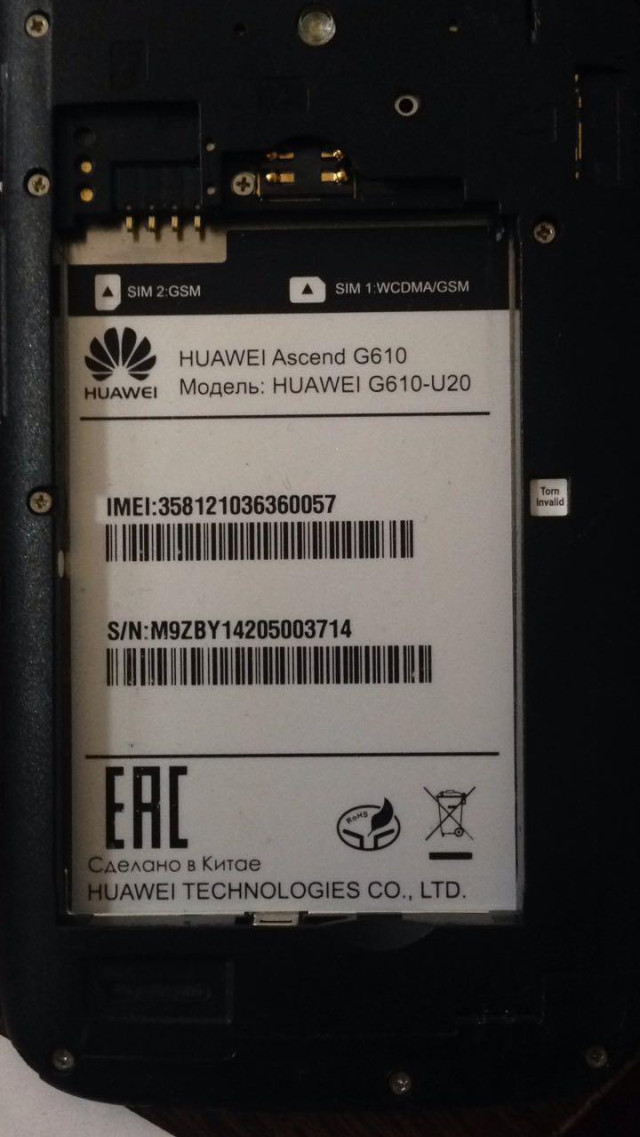 SIM 2:GSM
SIM 1:WCDMA/GSM
HUAWEI
HUAWEI Ascend G610
Модель: HUAWEI G610-U20
IMEI:358121036360057
Torn
Invalid
S/N:M9ZBY14205003714
EAC
RoHS
Сделано в Китае
HUAWEI TECHNOLOGIES CO., LTD.